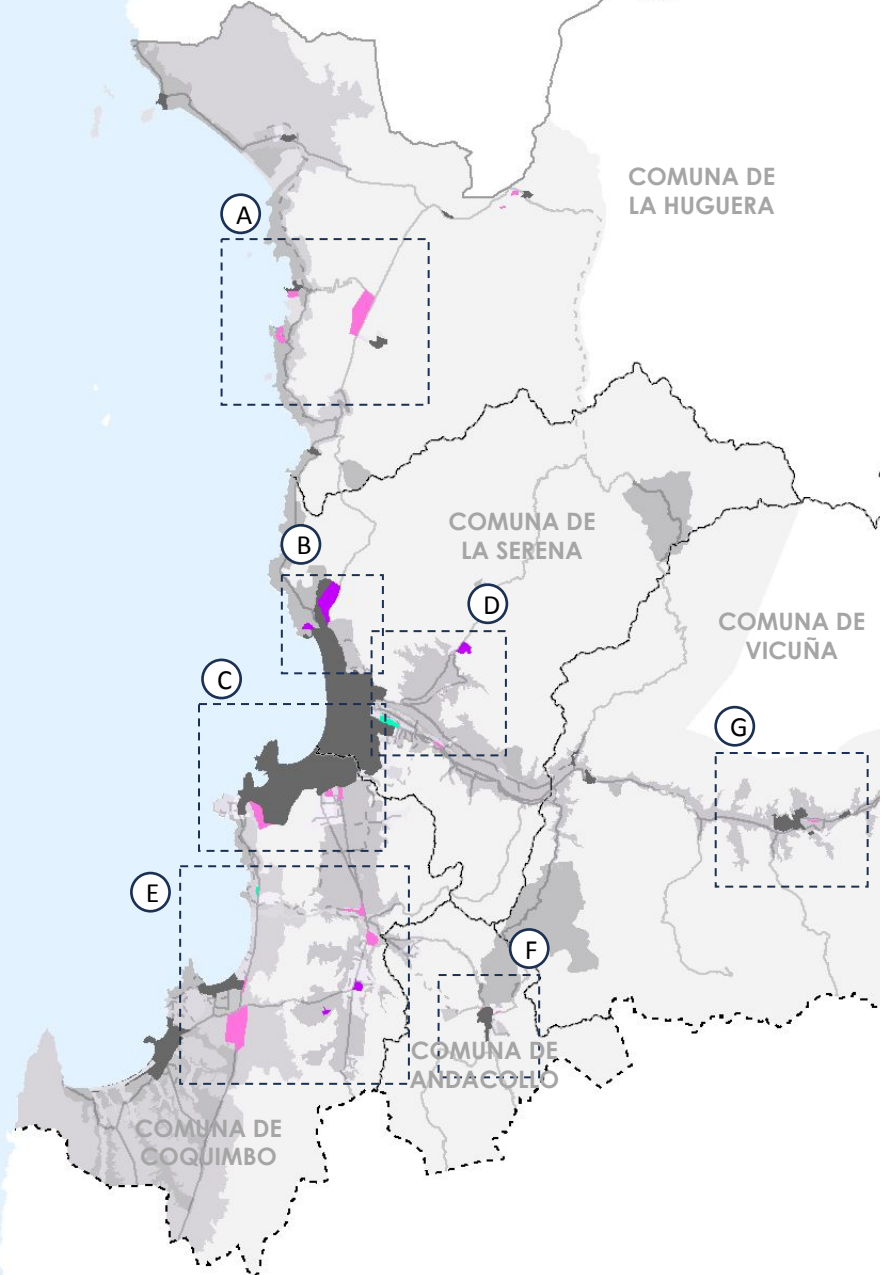 COMUNA DE
LA HUGUERA
A
COMUNA DE
LA SERENA
B
D
COMUNA DE
VICUÑA
C
G
E
F
COMUNA DE
ANDACOLLO
COMUNA DE
COQUIMBO